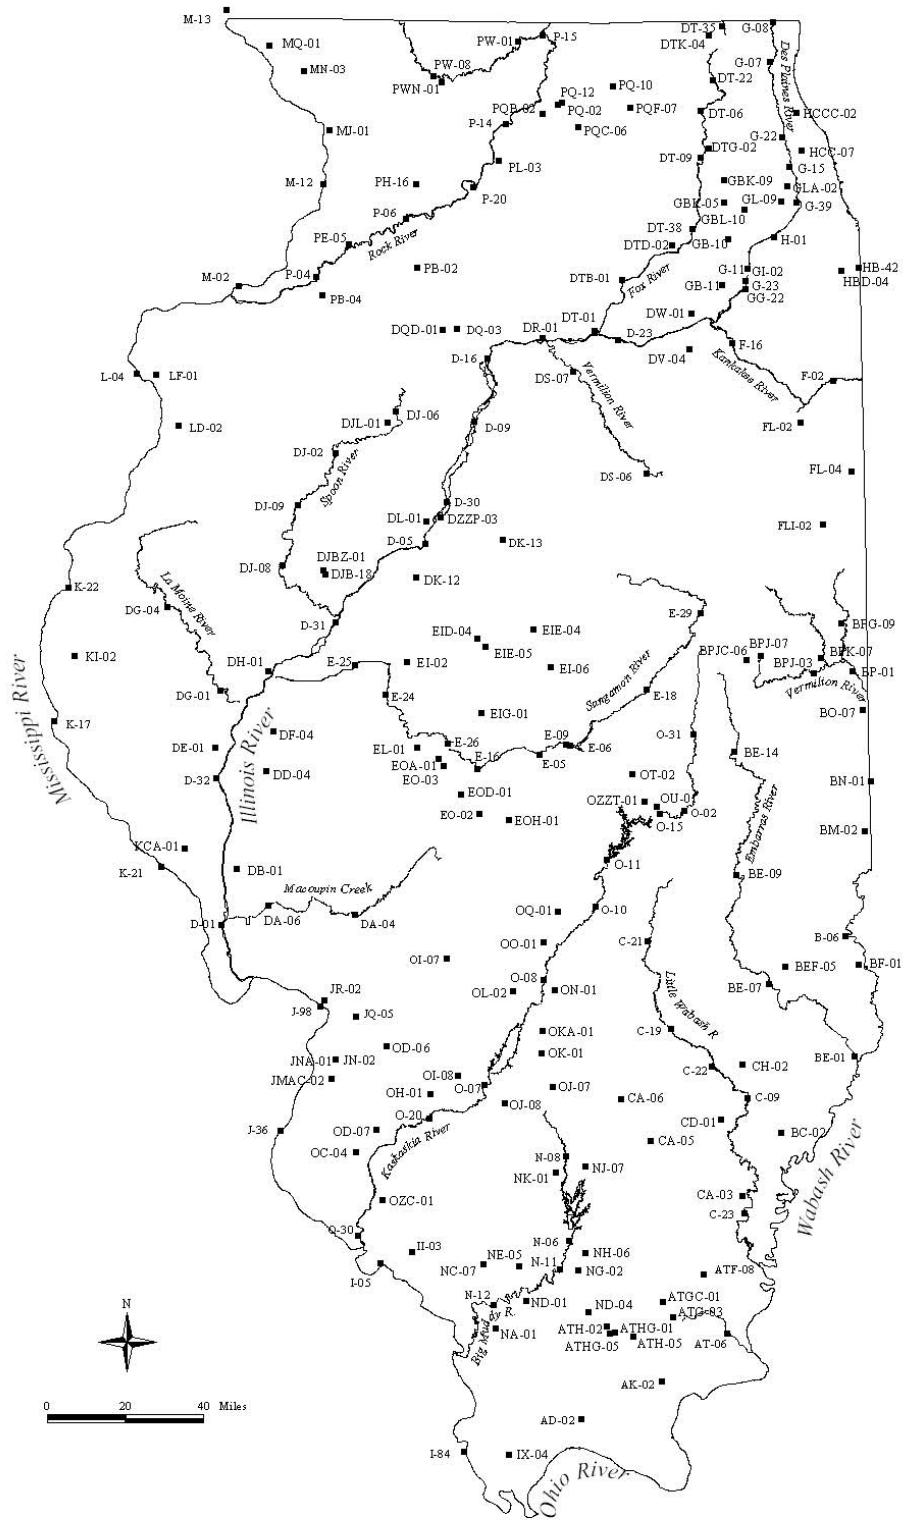 M-13
DT-35
G-08
PW-01
P-15
DTK-04
MQ-01
G-07
Des Plaines River
MN-03
PW-08
PWN-01
DT-22
PQ-10
PQ-12
PQB-02
PQ-02
PQF-07
DT-06
HCCC-02
P-14
PQC-06
MJ-01
G-22
DTG-02
HCC-07
DT-09
PL-03
G-15
M-12
PH-16
GBK-09
GLA-02
P-20
GBK-05
GL-09
G-39
P-06
GBL-10
PE-05
Rock River
DT-38
DTD-02
GB-10
H-01
M-02
P-04
PB-02
G-11
GI-02
HB-42
HBD-04
PB-04
DTB-01
Fox River
GB-11
G-23
GG-22
DQD-01
DQ-03
DR-01
DT-01
DW-01
D-23
D-16
DV-04
F-16
Kankakee River
L-04
LF-01
DS-07
Vermilion River
F-02
DJL-01
DJ-06
LD-02
D-09
FL-02
DJ-02
Spoon River
DS-06
FL-04
DJ-09
D-30
DL-01
DZZP-03
FLI-02
D-05
DK-13
DJ-08
DJBZ-01
DJB-18
DK-12
K-22
La Moine River
DG-04
E-29
D-31
EID-04
EIE-04
BPG-09
KI-02
EIE-05
BPJC-06
BPJ-07
BPK-07
DH-01
E-25
EI-02
EI-06
Sangamon River
BPJ-03
BP-01
DG-01
E-24
E-18
Vermilion River
Mississippi River
K-17
EIG-01
BO-07
DF-04
Illinois River
DE-01
EL-01
E-26
E-09
E-06
O-31
BE-14
EOA-01
E-16
E-05
D-32
DD-04
EO-03
OT-02
BN-01
EOD-01
OZZT-01
OU-01
Embarras River
EO-02
EOH-01
O-15
O-02
BM-02
KCA-01
K-21
DB-01
O-11
BE-09
Macoupin Creek
D-01
DA-06
DA-04
OQ-01
O-10
OO-01
C-21
B-06
OI-07
BEF-05
BF-01
O-08
Little Wabash R
OL-02
ON-01
BE-07
JR-02
J-98
JQ-05
OKA-01
C-19
OD-06
JNA-01
JN-02
OK-01
BE-01
C-22
CH-02
JMAC-02
OI-08
O-07
OH-01
OJ-07
OJ-08
CA-06
C-09
O-20
J-36
OD-07
Kaskaskia River
CD-01
BC-02
OC-04
CA-05
N-08
NK-01
NJ-07
Wabash River
OZC-01
CA-03
C-23
O-30
N-06
II-03
NE-05
NH-06
I-05
NC-07
N-11
NG-02
ATF-08
N-12
ND-01
ND-04
ATGC-01
Big Muddy R.
ATG-03
NA-01
ATH-02
ATHG-01
ATHG-05
ATH-05
AT-06
N
AK-02
0 20 40 Miles
AD-02
I-84
IX-04
Ohio River